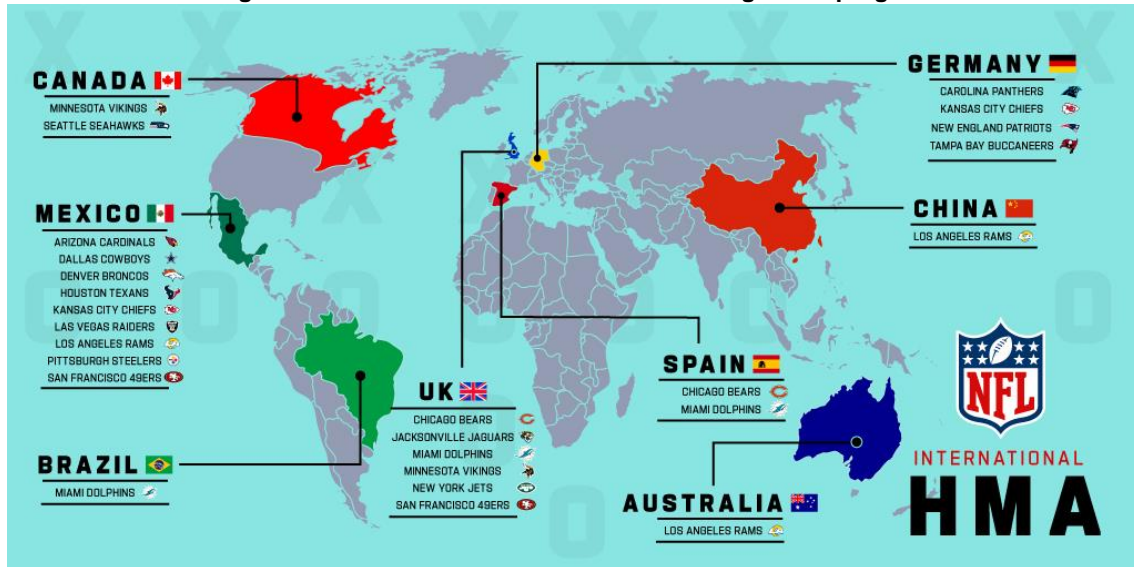 CANADA
MINNESOTA VIKINGS
SEATTLE SEAHAWKS
MEXICO
ARIZONA CARDINALS
DALLAS COWBOYS
DENVER BRONCOS
HOUSTON TEXANS
KANSAS CITY CHIEFS
LAS VEGAS RAIDERS
LOS ANGELES RAMS
PITTSBURGH STEELERS
SAN FRANCISCO 49ERS
BRAZIL
MIAMI DOLPHINS
UK
CHICAGO BEARS
JACKSONVILLE JAGUARS
MIAMI DOLPHINS
MINNESOTA VIKINGS
NEW YORK JETS
SAN FRANCISCO 49ERS
SPAIN
CHICAGO BEARS
MIAMI DOLPHINS
AUSTRALIA
LOS ANGELES RAMS
GERMANY
CAROLINA PANTHERS
KANSAS CITY CHIEFS
NEW ENGLAND PATRIOTS
TAMPA BAY BUCCANEERS
CHINA
LOS ANGELES RAMS
NFL
INTERNATIONAL
HMA